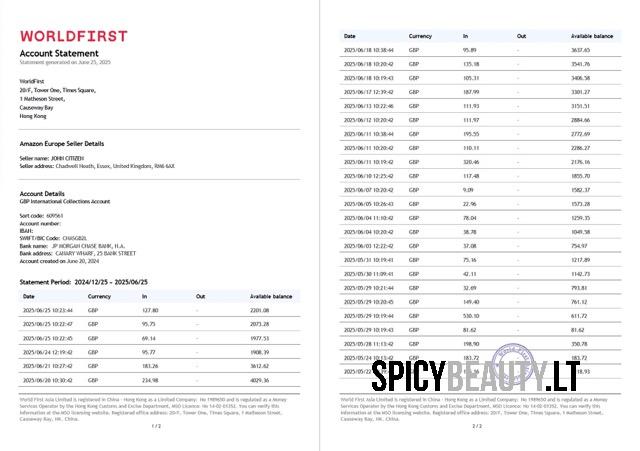 WORLDFIRST
Account Statement
Statement generated on June 25, 2025
WorldFirst
20/F, Tower One, Times Square,
1 Matheson Street,
Causeway Bay
Hong Kong
Amazon Europe Seller Details
Seller name: JOHN CITIZEN
Seller address: Chadwell Heath, Essex, United Kingdom, RM6 6AX
Account Details
GBP International Collections Account
Sort code: 609561
Account number:
IBAN:
SWIFT/BIC Code: CHASGB2L
Bank name: JP MORGAN CHASE BANK, N.A.
Bank address: CANARY WHARF, 25 BANK STREET
Account created on June 20, 2024
Statement Period: 2024/12/25 ~ 2025/06/25
Date Currency In Out Available balance
2025/06/25 10:23:44 GBP 127.80 - 2201.08
2025/06/25 10:22:47 GBP 95.75 - 2073.28
2025/06/25 10:22:45 GBP 69.14 - 1977.53
2025/06/24 12:19:42 GBP 95.77 - 1908.39
2025/06/21 10:27:42 GBP 183.26 - 3612.62
2025/06/20 10:30:42 GBP 234.98 - 4029.36
World First Asia Limited is registered in China - Hong Kong as a Limited Company: No 1989650 and is registered as a Money
Services Operator by the Hong Kong Customs and Excise Department, MSO Licence: No 14-02-01352. You can verify this
information at the MSO licensing website. Registered office address: 20/F, Tower One, Times Square, 1 Matheson Street,
Causeway Bay, HK, China.
1/2
Date Currency In Out Available balance
2025/06/18 10:38:44 GBP 95.89 - 3637.65
2025/06/18 10:20:42 GBP 135.18 - 3541.76
2025/06/18 10:19:43 GBP 105.31 - 3406.58
2025/06/17 12:39:42 GBP 187.99 - 3301.27
2025/06/13 10:22:46 GBP 111.93 - 3151.51
2025/06/12 10:20:42 GBP 111.97 - 2884.66
2025/06/11 10:38:44 GBP 195.55 - 2772.69
2025/06/11 10:20:42 GBP 110.11 - 2286.27
2025/06/11 10:19:42 GBP 320.46 - 2176.16
2025/06/10 12:25:42 GBP 117.48 - 1855.70
2025/06/07 10:20:42 GBP 9.09 - 1582.37
2025/06/05 10:26:43 GBP 22.96 - 1573.28
2025/06/04 11:10:42 GBP 78.04 - 1259.35
2025/06/04 10:20:42 GBP 38.78 - 1049.58
2025/06/03 12:22:42 GBP 37.08 - 754.97
2025/05/31 10:19:41 GBP 75.16 - 1217.89
2025/05/30 11:09:41 GBP 42.11 - 1142.73
2025/05/29 10:21:44 GBP 32.69 - 793.81
2025/05/29 10:20:45 GBP 149.40 - 761.12
2025/05/29 10:19:44 GBP 530.10 - 611.72
2025/05/29 10:19:43 GBP 81.62 - 81.62
2025/05/28 11:13:42 GBP 198.90 350.78
2025/05/24 10:13:42 GBP 183.72 183.72
2025/05/22
SPICYBEAUTY.LT
World First Asia Limited is registered in China - Hong Kong as a Limited Company: No 1989650 and is registered as a Money
Services Operator by the Hong Kong Customs and Excise Department, MSO Licence: No 14-02-01352. You can verify this
information at the MSO licensing website. Registered office address: 20/F, Tower One, Times Square, 1 Matheson Street,
Causeway Bay, HK, China.
2/2